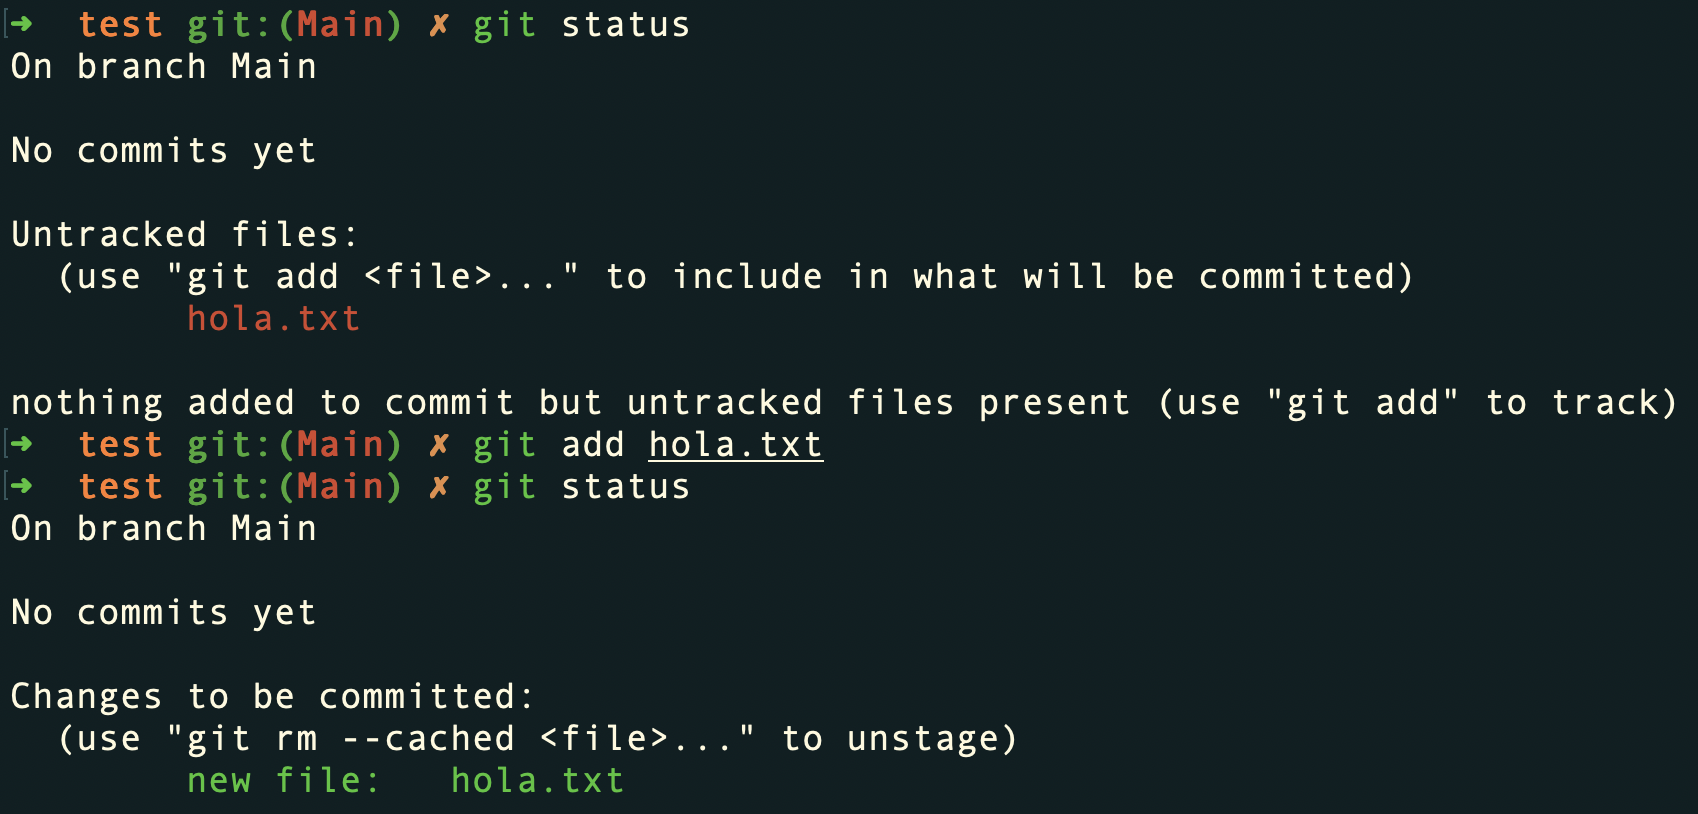 ➜  test git:(Main) ✗ git status
On branch Main

No commits yet

Untracked files:
  (use "git add <file>..." to include in what will be committed)
        hola.txt

nothing added to commit but untracked files present (use "git add" to track)
➜  test git:(Main) ✗ git add hola.txt
➜  test git:(Main) ✗ git status
On branch Main

No commits yet

Changes to be committed:
  (use "git rm --cached <file>..." to unstage)
        new file:   hola.txt